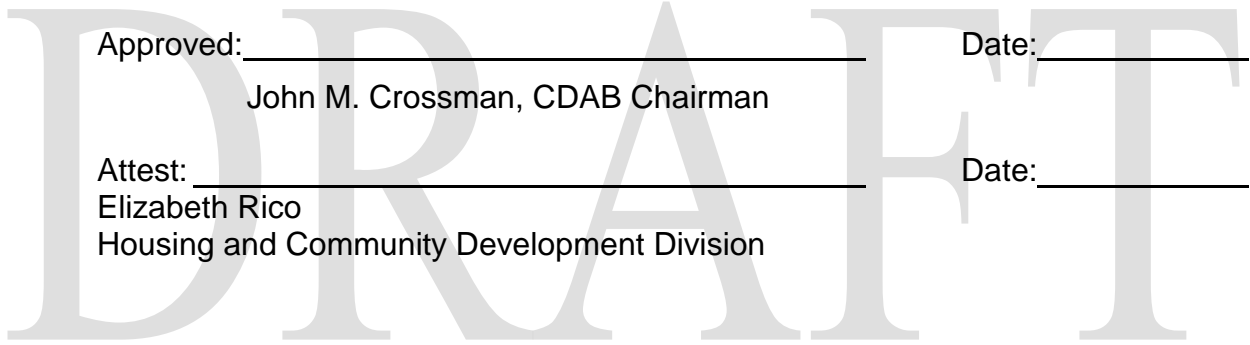 DRAFT
Approved: Date:
John M. Crossman, CDAB Chairman
Attest: Date:
Elizabeth Rico
Housing and Community Development Division